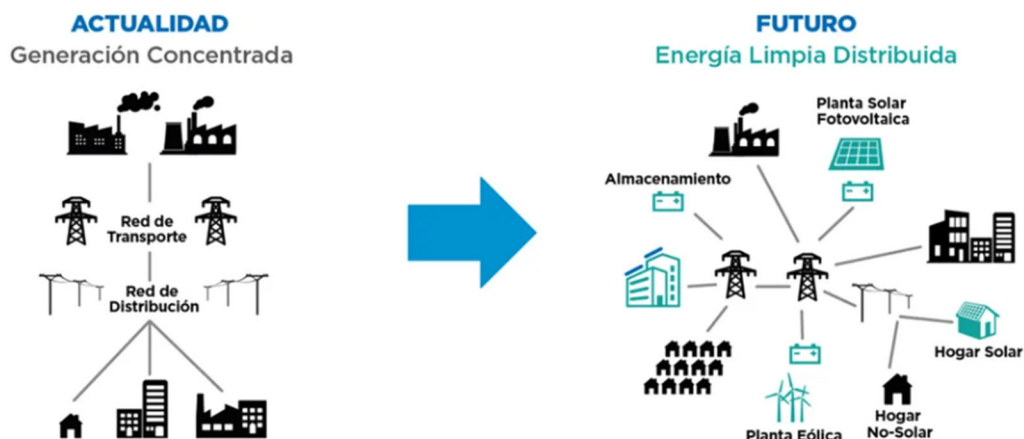 ACTUALIDAD
Generación Concentrada
Red de
Transporte
Red de
Distribución
FUTURO
Energía Limpia Distribuida
Planta Solar
Fotovoltaica
Almacenamiento
Hogar Solar
Hogar
No-Solar
Planta Eólica